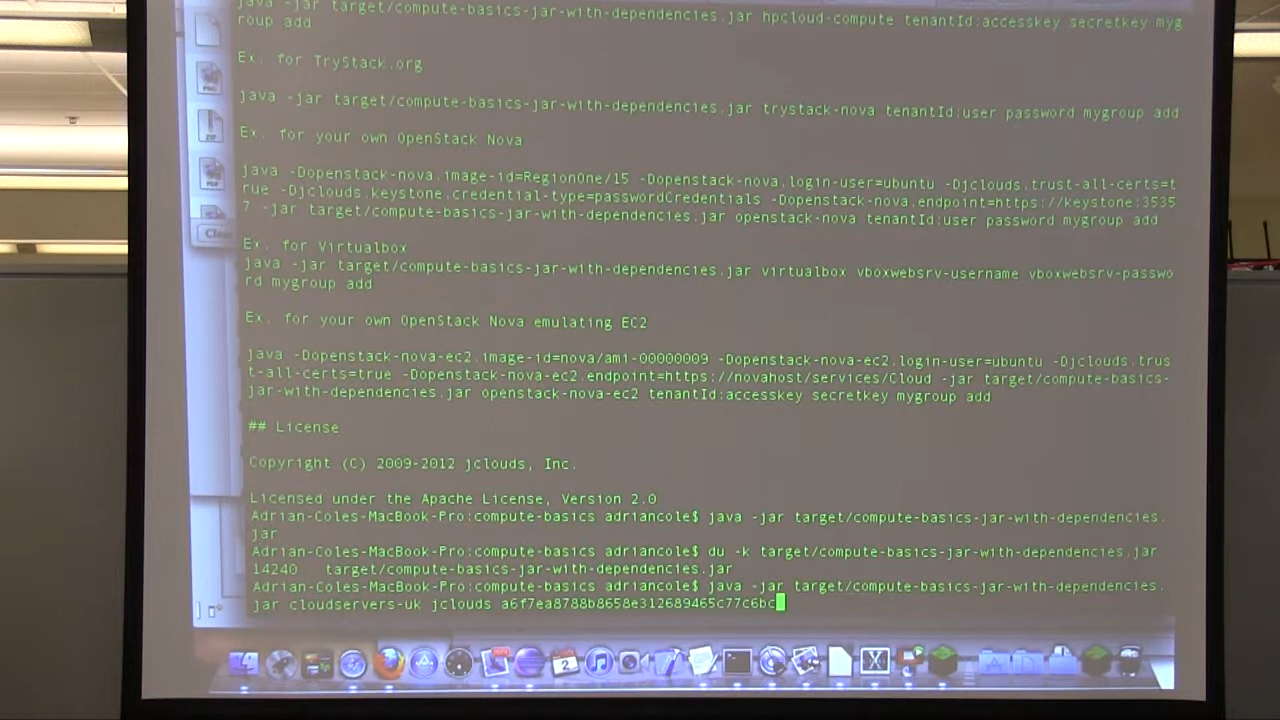 java -jar target/compute-basics-jar-with-dependencies.jar hpcloud-compute tenantId:accesskey secretkey myg
roup add
Ex. for TryStack.org
java -jar target/compute-basics-jar-with-dependencies.jar trystack-nova tenantId:user password mygroup add
Ex. for your own OpenStack Nova
java -Dopenstack-nova.image-id=RegionOne/15 -Dopenstack-nova.login-user=ubuntu -Djclouds.trust-all-certs=t
rue -Djclouds.keystone.credential-type=passwordCredentials -Dopenstack-nova.endpoint=https://keystone:3535
7 -jar target/compute-basics-jar-with-dependencies.jar openstack-nova tenantId:user password mygroup add
Ex. for Virtualbox
java -jar target/compute-basics-jar-with-dependencies.jar virtualbox vboxwebsrv-username vboxwebsrv-passwo
rd mygroup add
Ex. for your own OpenStack Nova emulating EC2
java -Dopenstack-nova-ec2.image-id=nova/ami-00000009 -Dopenstack-nova-ec2.login-user=ubuntu -Djclouds.trus
t-all-certs=true -Dopenstack-nova-ec2.endpoint=https://novahost/services/Cloud -jar target/compute-basics-
jar-with-dependencies.jar openstack-nova-ec2 tenantId:accesskey secretkey mygroup add
## License
Copyright (C) 2009-2012 jclouds, Inc.
Licensed under the Apache License, Version 2.0
Adrian-Coles-MacBook-Pro:compute-basics adriancole$ java -jar target/compute-basics-jar-with-dependencies.
jar
Adrian-Coles-MacBook-Pro:compute-basics adriancole$ du -k target/compute-basics-jar-with-dependencies.jar
14240 target/compute-basics-jar-with-dependencies.jar
Adrian-Coles-MacBook-Pro:compute-basics adriancole$ java -jar target/compute-basics-jar-with-dependencies.
jar cloudservers-uk jclouds a6f7ea8788b8658e312689465c77c6bc